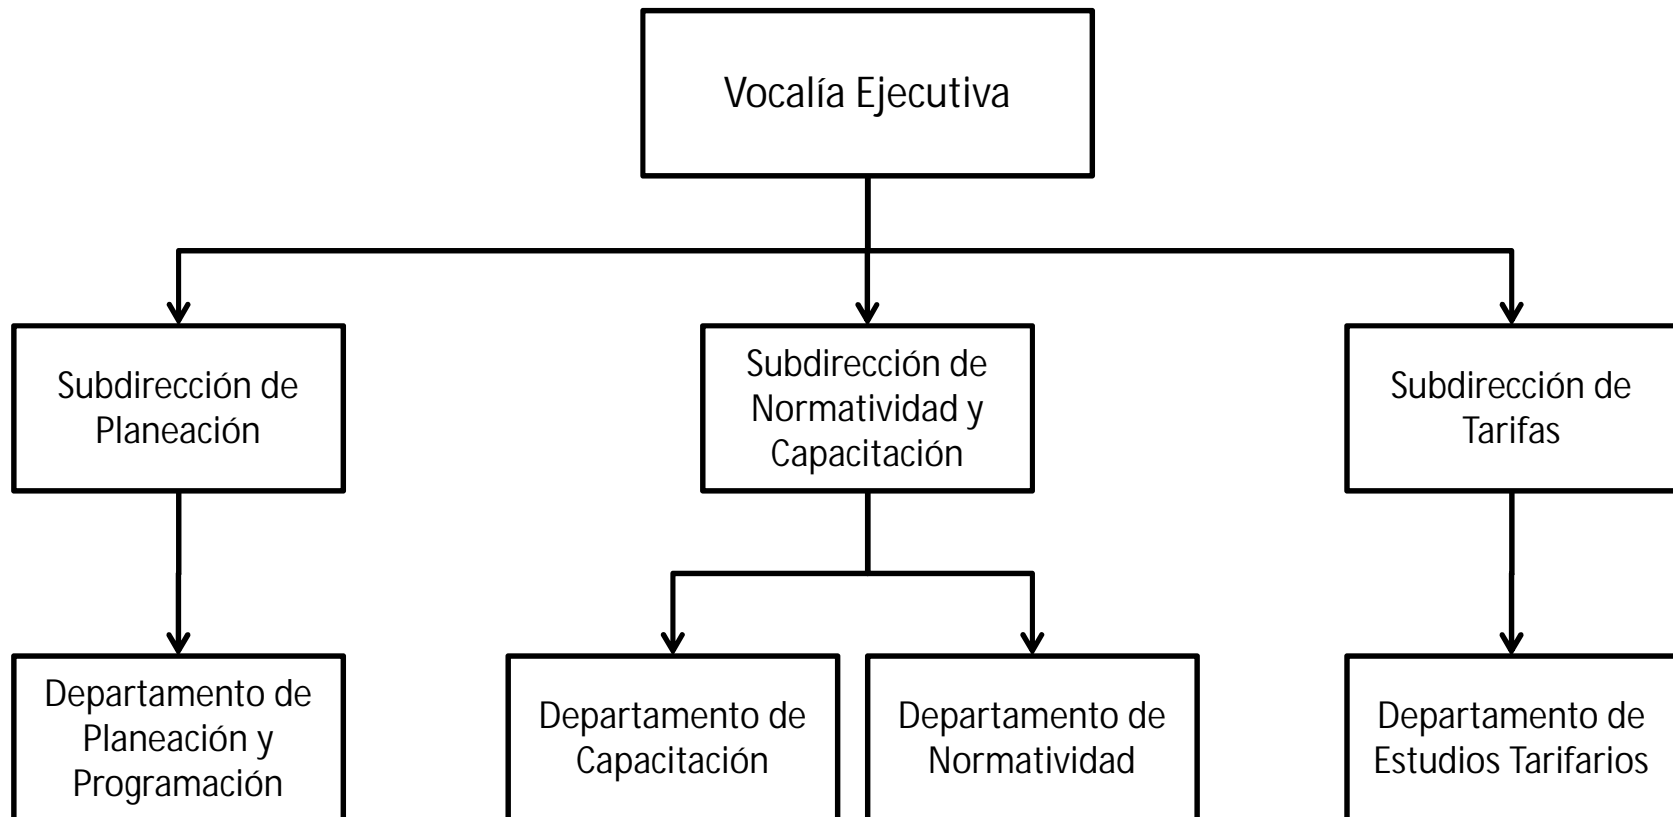 Vocalía Ejecutiva
Subdirección de
Planeación
Subdirección de
Normatividad y
Capacitación
Subdirección de
Tarifas
Departamento de
Planeación y
Programación
Departamento de
Capacitación
Departamento de
Normatividad
Departamento de
Estudios Tarifarios